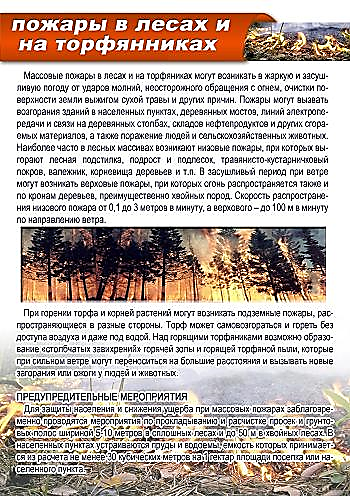 пожары в лесах и
на торфянниках
Массовые пожары в лесах и на торфяниках могут возникать в жаркую и засуш-
ливую погоду от ударов молний, неосторожного обращения с огнем, очистки по-
верхности земли выжигом сухой травы и других причин. Пожары могут вызвать
возгорания зданий в населенных пунктах, деревянных мостов, линий электропе-
редачи и связи на деревянных столбах, складов нефтепродуктов и других сгора-
емых материалов, а также поражение людей и сельскохозяйственных животных.
Наиболее часто в лесных массивах возникают низовые пожары, при которых вы-
горают лесная подстилка, подрост и подлесок, травянисто-кустарничковый
покров, валежник, корневища деревьев и т.п. В засушливый период при ветре
могут возникать верховые пожары, при которых огонь распространяется также и
по кронам деревьев, преимущественно хвойных пород. Скорость распростране-
ния низового пожара от 0,1 до 3 метров в минуту, а верхового – до 100 м в минуту
по направлению ветра.
При горении торфа и корней растений могут возникать подземные пожары, рас-
пространяющиеся в разные стороны. Торф может самовозгораться и гореть без
доступа воздуха и даже под водой. Над горящими торфяниками возможно образо-
вание «столбчатых завихрений» горячей золы и горящей торфяной пыли, которые
при сильном ветре могут переноситься на большие расстояния и вызывать новые
загорания или ожоги у людей и животных.
ПРЕДУПРЕДИТЕЛЬНЫЕ МЕРОПРИЯТИЯ
Для защиты населения и снижения ущерба при массовых пожарах заблаговре-
менно проводятся мероприятия по прокладыванию и расчистке просек и грунто-
вых полос шириной 5-10 метров в сплошных лесах и до 50 м в хвойных лесах. В
населенных пунктах устраиваются пруды и водоемы, емкость которых принимает-
ся из расчета не менее 30 кубических метров на 1 гектар площади поселка или на-
селенного пункта.